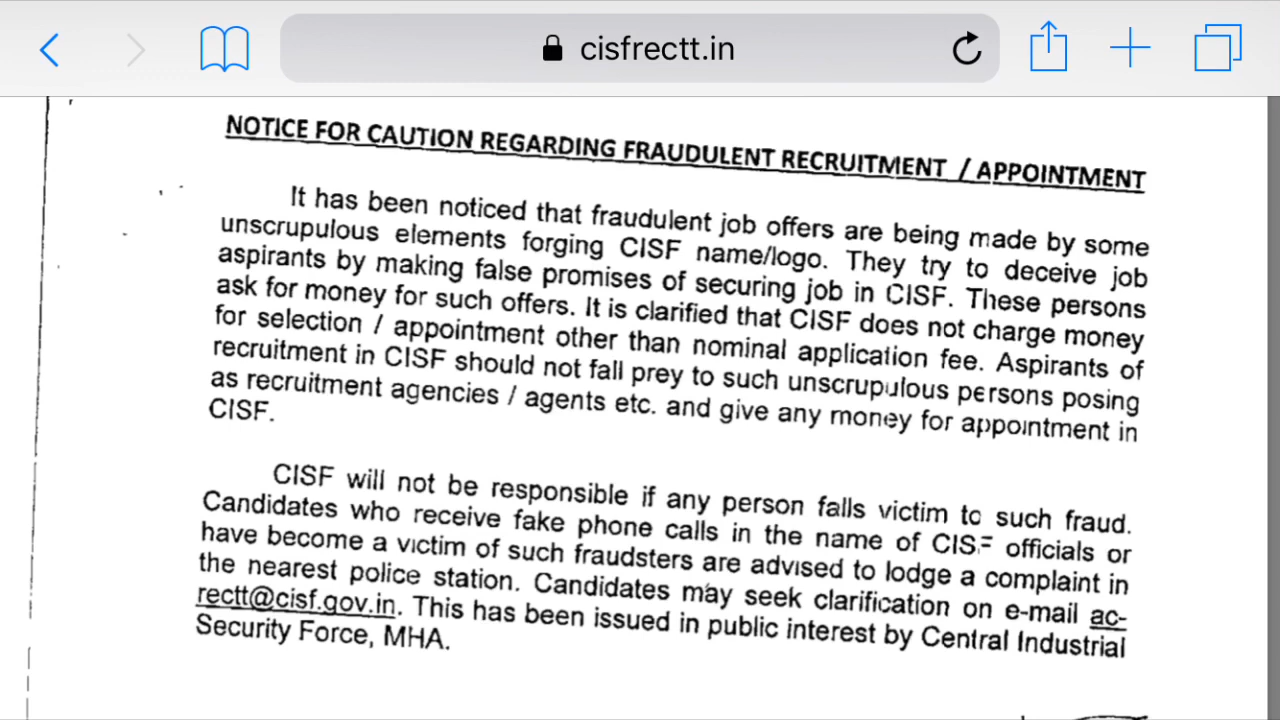 cisfrectt.in
NOTICE FOR CAUTION REGARDING FRAUDULENT RECRUITMENT / APPOINTMENT
It has been noticed that fraudulent job offers are being made by some
unscrupulous elements forging CISF name/logo. They try to deceive job
aspirants by making false promises of securing job in CISF. These persons
ask for money for such offers. It is clarified that CISF does not charge money
for selection / appointment other than nominal application fee. Aspirants of
recruitment in CISF should not fall prey to such unscrupulous persons posing
as recruitment agencies / agents etc. and give any money for appointment in
CISF.
CISF will not be responsible if any person falls victim to such fraud.
Candidates who receive fake phone calls in the name of CISF officials or
have become a victim of such fraudsters are advised to lodge a complaint in
the nearest police station. Candidates may seek clarification on e-mail ac-
rectt@cisf.gov.in. This has been issued in public interest by Central Industrial
Security Force, MHA.